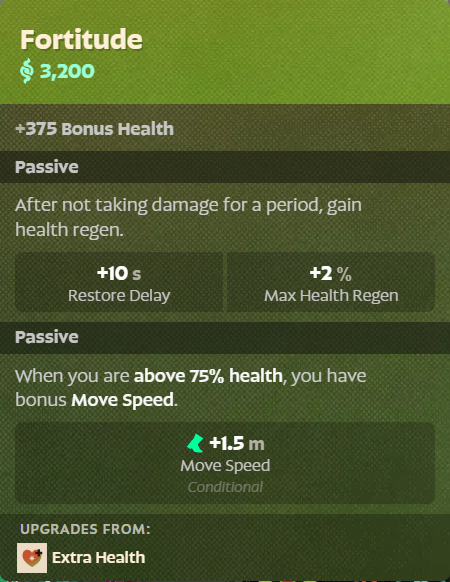 Fortitude
3,200
+375 Bonus Health
Passive
After not taking damage for a period, gain
health regen.
+10 s
Restore Delay
+2 %
Max Health Regen
Passive
When you are above 75% health, you have
bonus Move Speed.
+1.5 m
Move Speed
Conditional
UPGRADES FROM:
Extra Health